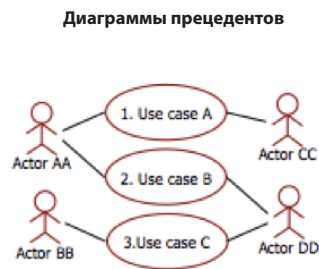 Диаграммы прецедентов
1. Use case A
Actor AA
Actor CC
2. Use case B
3.Use case C
Actor BB
Actor DD